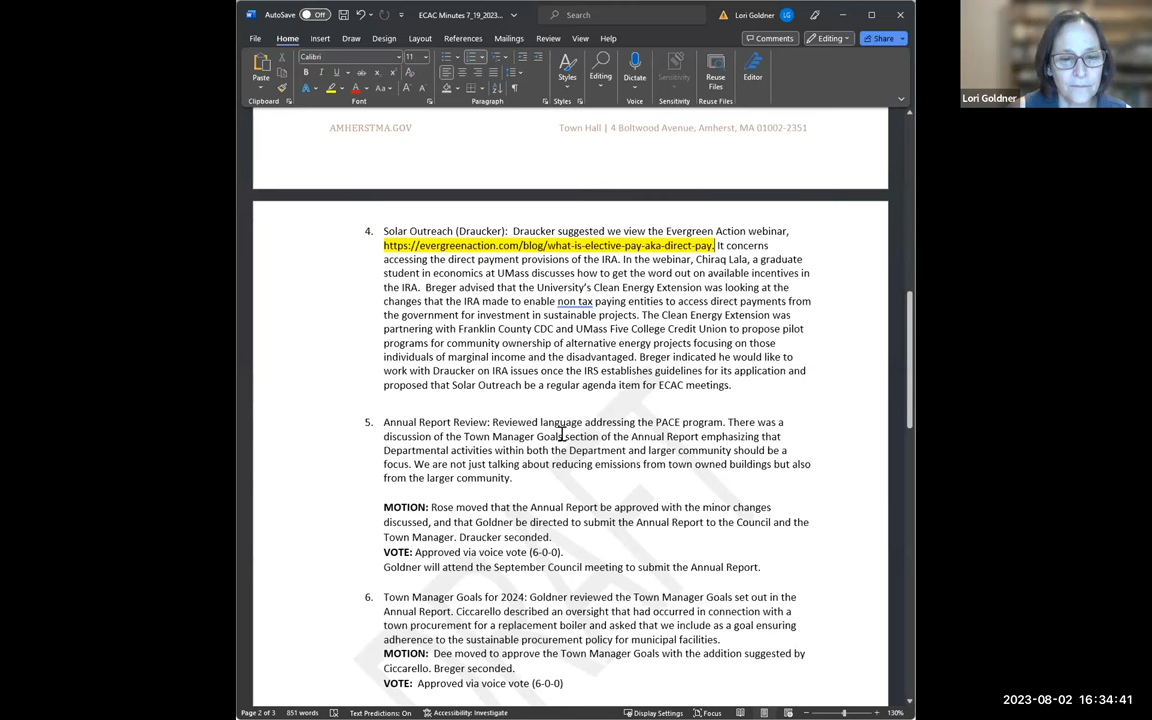 AutoSave Off ECAC Minutes 7_19_2023... Search Lori Goldner LG
File Home Insert Draw Design Layout References Mailings Review View Help Comments Editing Share
Calibri 11
Paste Styles Editing Dictate Sensitivity Reuse Files Editor
Clipboard Font Paragraph Styles Voice Sensitivity Reuse Files
Lori Goldner
AMHERSTMA.GOV Town Hall | 4 Boltwood Avenue, Amherst, MA 01002-2351
4. Solar Outreach (Draucker): Draucker suggested we view the Evergreen Action webinar,
https://evergreenaction.com/blog/what-is-elective-pay-aka-direct-pay. It concerns
accessing the direct payment provisions of the IRA. In the webinar, Chiraq Lala, a graduate
student in economics at UMass discusses how to get the word out on available incentives in
the IRA. Breger advised that the University's Clean Energy Extension was looking at the
changes that the IRA made to enable non tax paying entities to access direct payments from
the government for investment in sustainable projects. The Clean Energy Extension was
partnering with Franklin County CDC and UMass Five College Credit Union to propose pilot
programs for community ownership of alternative energy projects focusing on those
individuals of marginal income and the disadvantaged. Breger indicated he would like to
work with Draucker on IRA issues once the IRS establishes guidelines for its application and
proposed that Solar Outreach be a regular agenda item for ECAC meetings.
5. Annual Report Review: Reviewed language addressing the PACE program. There was a
discussion of the Town Manager Goals section of the Annual Report emphasizing that
Departmental activities within both the Department and larger community should be a
focus. We are not just talking about reducing emissions from town owned buildings but also
from the larger community.
MOTION: Rose moved that the Annual Report be approved with the minor changes
discussed, and that Goldner be directed to submit the Annual Report to the Council and the
Town Manager. Draucker seconded.
VOTE: Approved via voice vote (6-0-0).
Goldner will attend the September Council meeting to submit the Annual Report.
6. Town Manager Goals for 2024: Goldner reviewed the Town Manager Goals set out in the
Annual Report. Ciccarello described an oversight that had occurred in connection with a
town procurement for a replacement boiler and asked that we include as a goal ensuring
adherence to the sustainable procurement policy for municipal facilities.
MOTION: Dee moved to approve the Town Manager Goals with the addition suggested by
Ciccarello. Breger seconded.
VOTE: Approved via voice vote (6-0-0)
DRAFT
Page 2 of 3 851 words Text Predictions: On Accessibility: Investigate Display Settings Focus 130%
2023-08-02 16:34:41